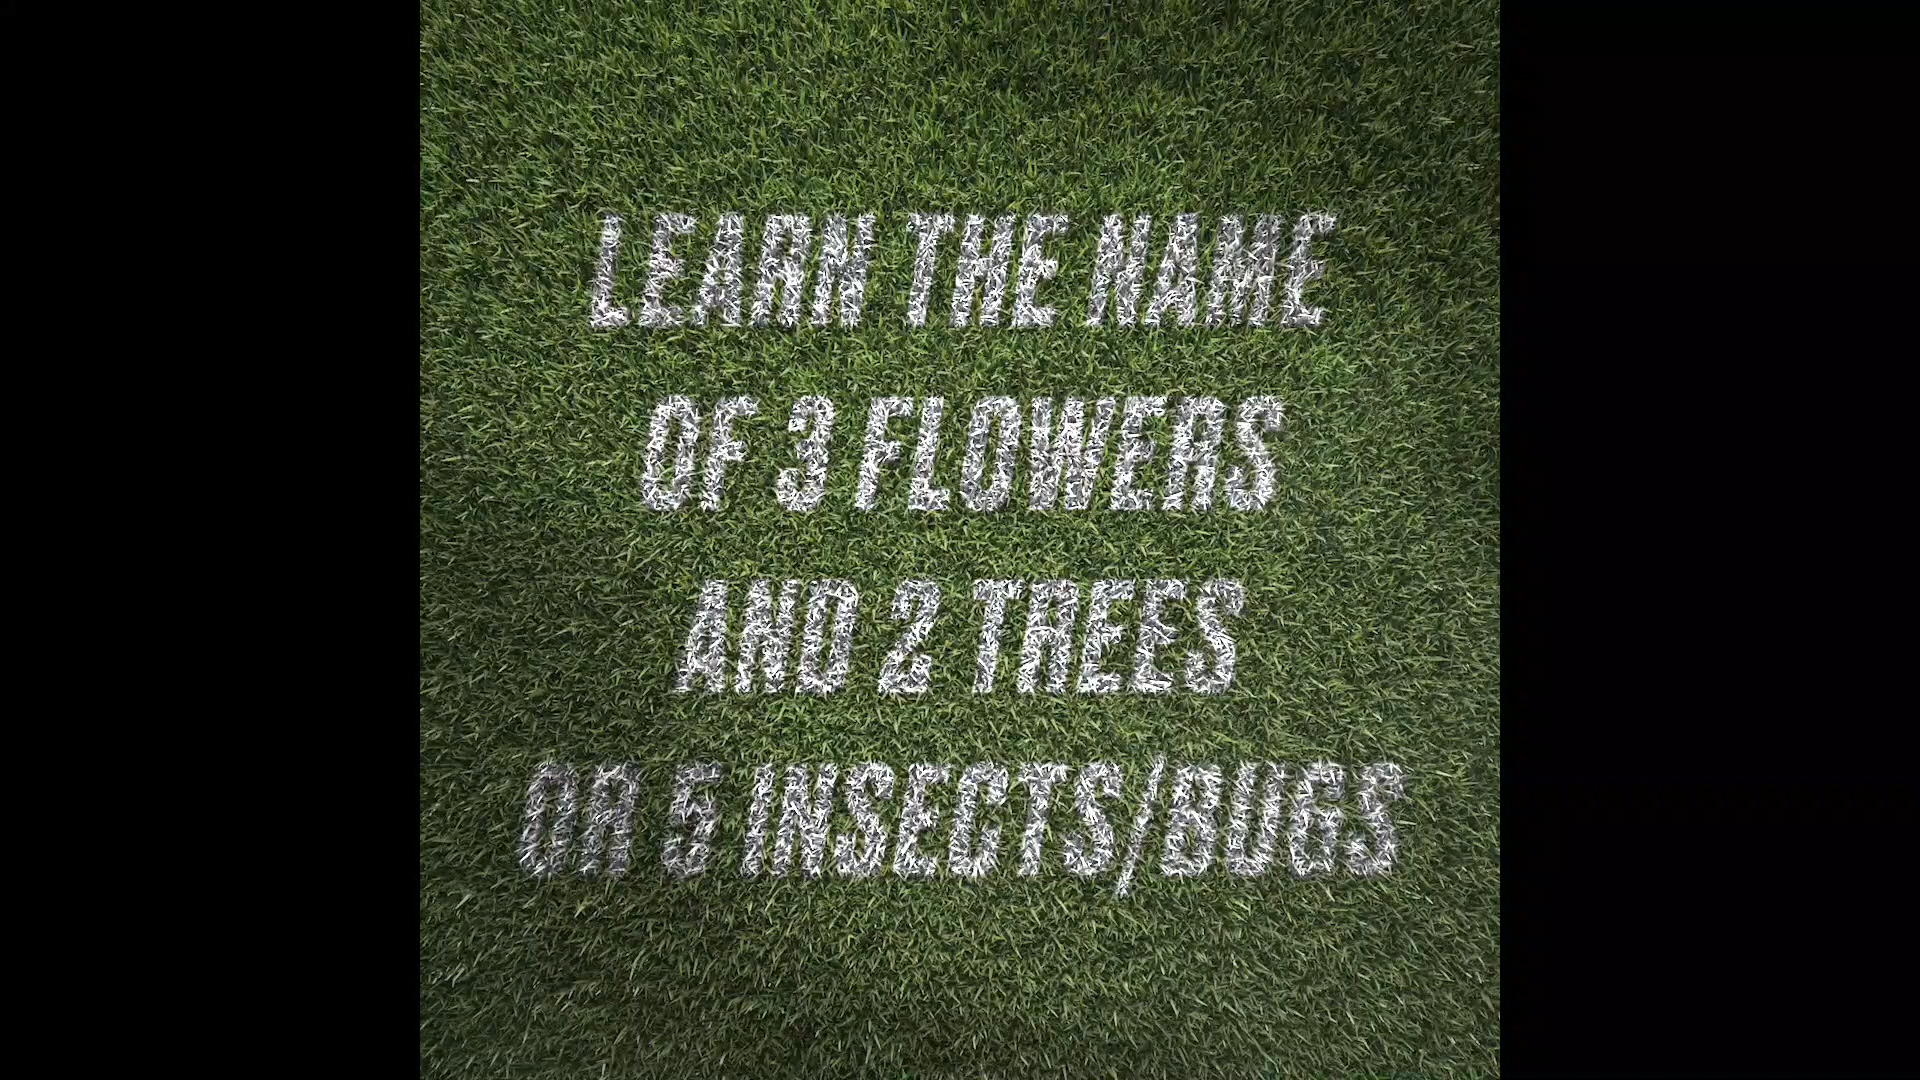 LEARN THE NAME
OF 3 FLOWERS
AND 2 TREES
OR 5 INSECTS/BUGS